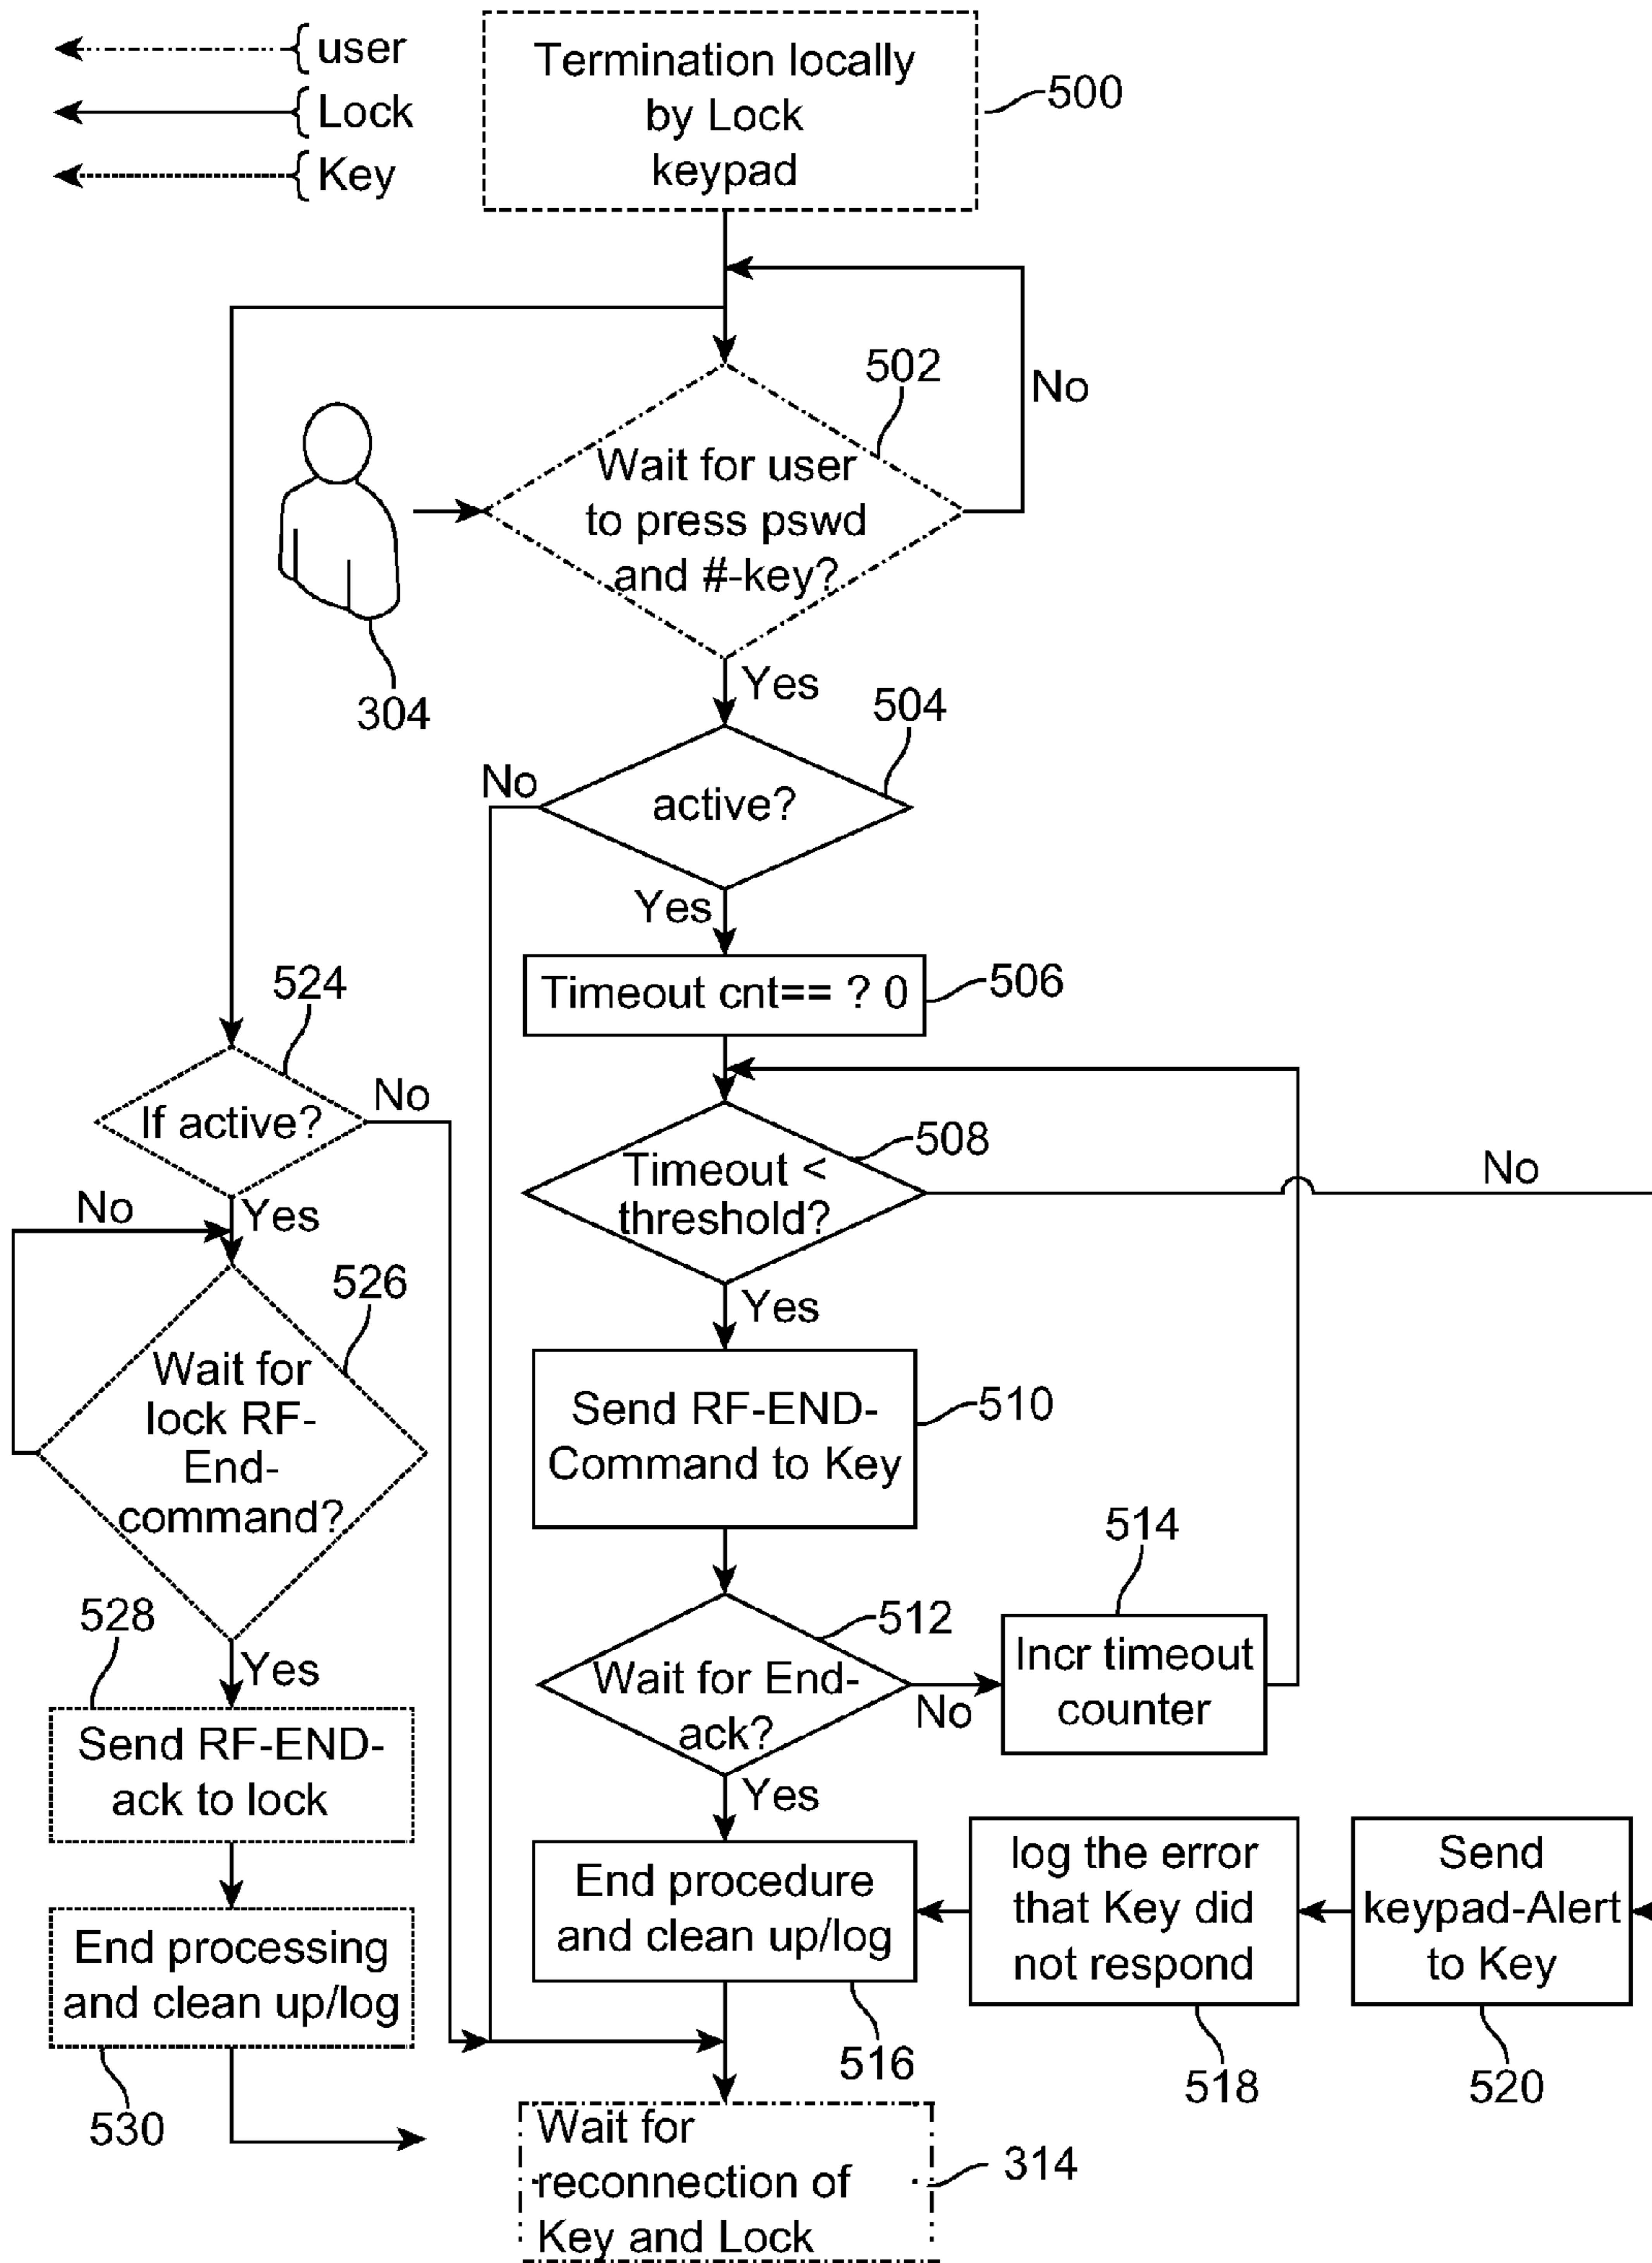 user
Lock
Key
Termination locally
by Lock
keypad
500
502
No
Wait for user
to press pswd
and #-key?
304
Yes
504
No
active?
Yes
Timeout cnt== ? 0
506
524
No
If active?
508
Timeout <
threshold?
No
No
Yes
526
Yes
Wait for
lock RF-
End-
command?
Send RF-END-
Command to Key
510
514
528
512
Yes
Wait for End-
ack?
No
Incr timeout
counter
Send RF-END-
ack to lock
Yes
End procedure
and clean up/log
log the error
that Key did
not respond
Send
keypad-Alert
to Key
End processing
and clean up/log
516
518
520
530
Wait for
reconnection of
Key and Lock
314